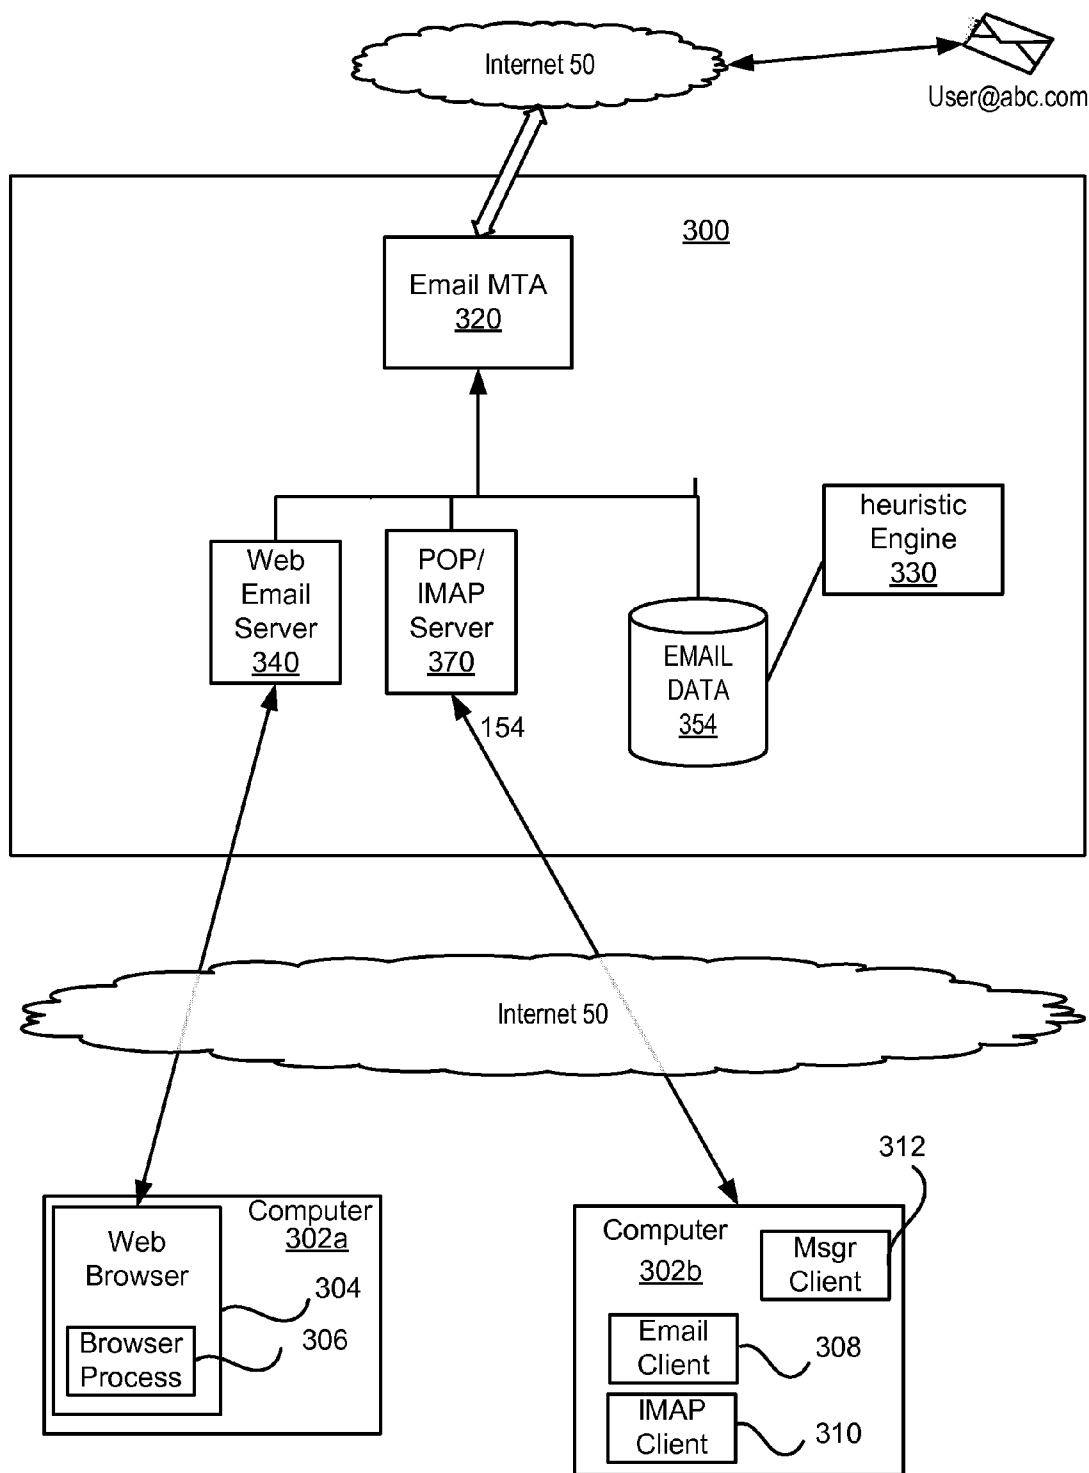 Internet 50
User@abc.com
300
Email MTA
320
heuristic
Engine
330
Web
Email
Server
340
POP/
IMAP
Server
370
EMAIL
DATA
354
154
Internet 50
312
Computer
302a
Web
Browser
304
Browser
Process
306
Computer
302b
Msgr
Client
Email
Client
308
IMAP
Client
310